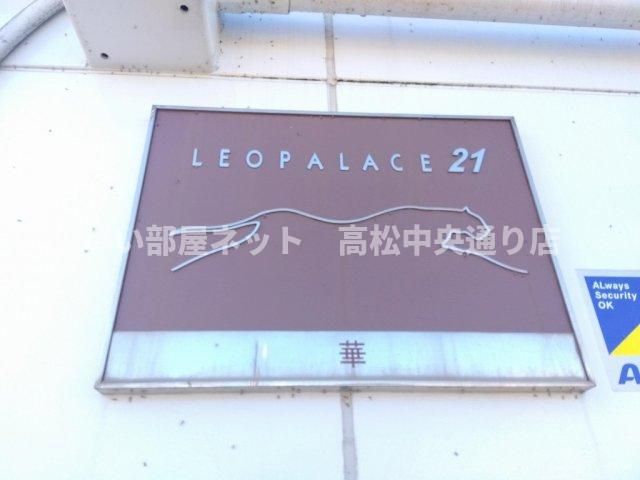 LEOPALACE 21
い部屋ネット 高松中央通り店
ALways
Security
OK
華